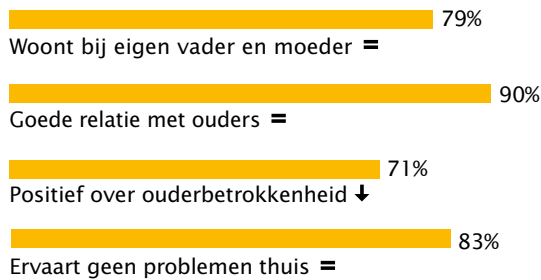 79%
Woont bij eigen vader en moeder =
90%
Goede relatie met ouders =
71%
Positief over ouderbetrokkenheid ↓
83%
Ervaart geen problemen thuis =